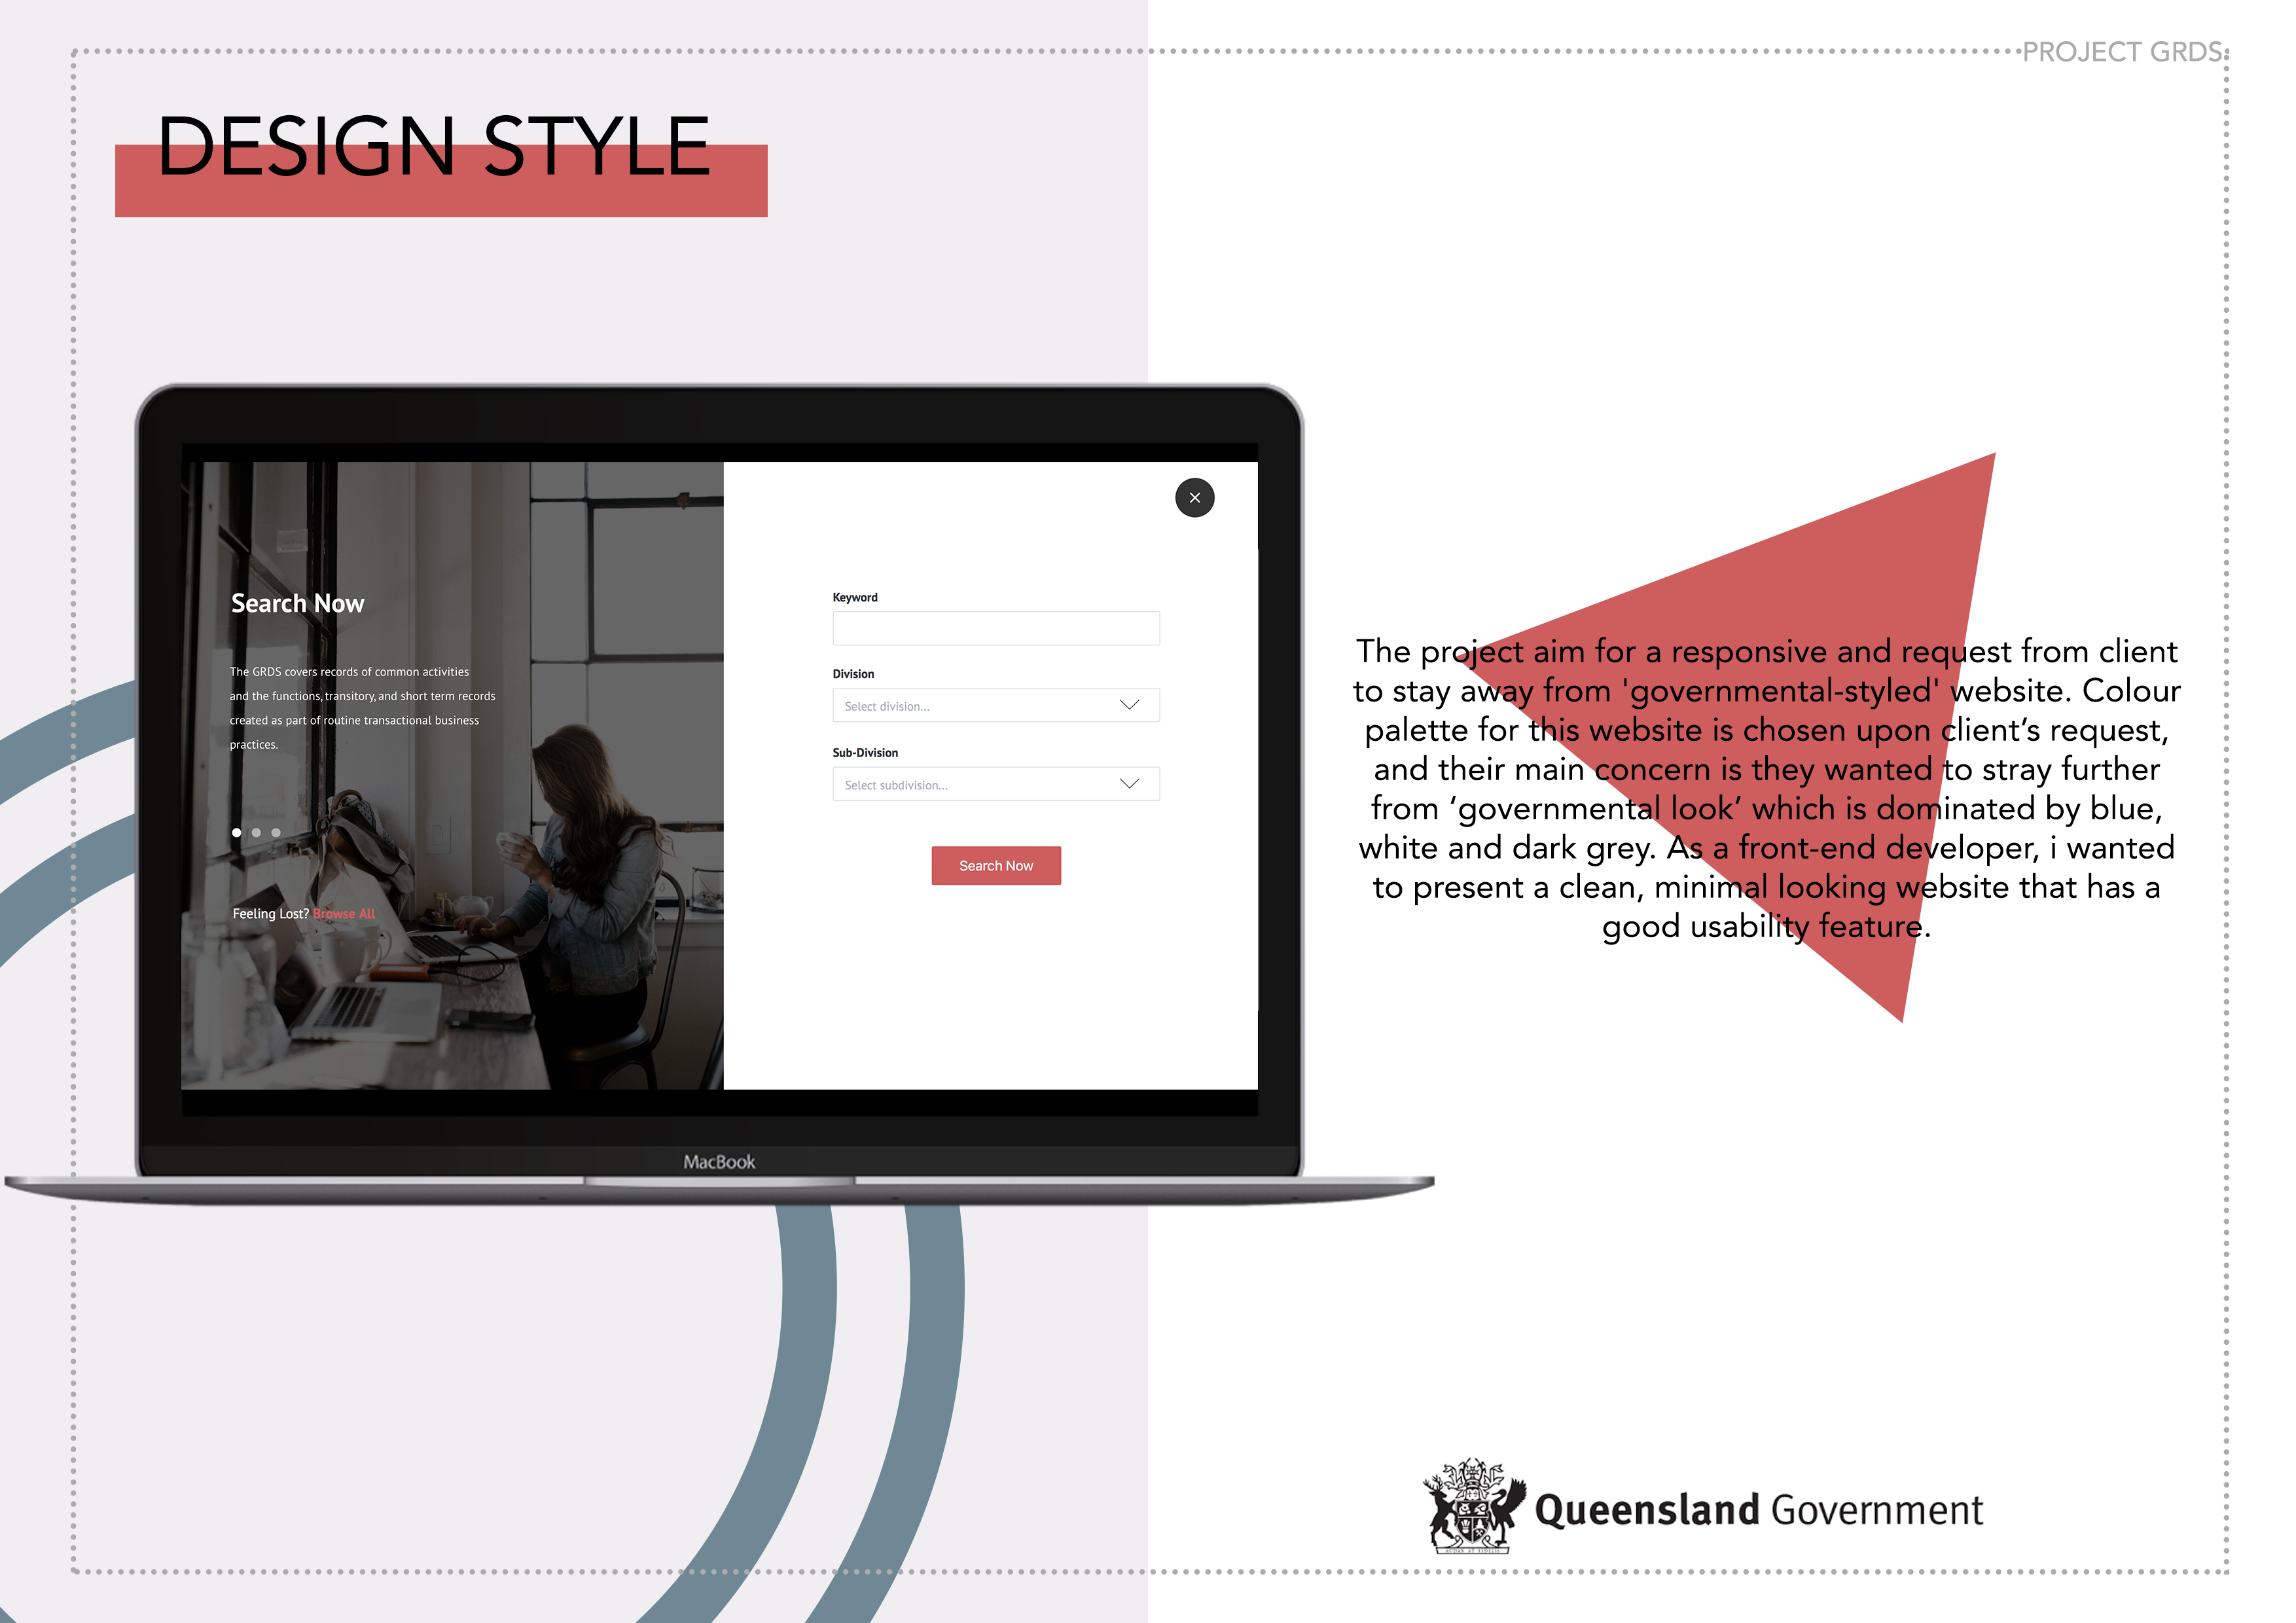 PROJECT GRDS
DESIGN STYLE
Search Now
The GRDS covers records of common activities
and the functions, transitory, and short term records
created as part of routine transactional business
practices.
Feeling Lost? Browse All
Keyword
Division
Select division...
Sub-Division
Select subdivision...
Search Now
MacBook
The project aim for a responsive and request from client
to stay away from 'governmental-styled' website. Colour
palette for this website is chosen upon client’s request,
and their main concern is they wanted to stray further
from ‘governmental look’ which is dominated by blue,
white and dark grey. As a front-end developer, i wanted
to present a clean, minimal looking website that has a
good usability feature.
Queensland Government